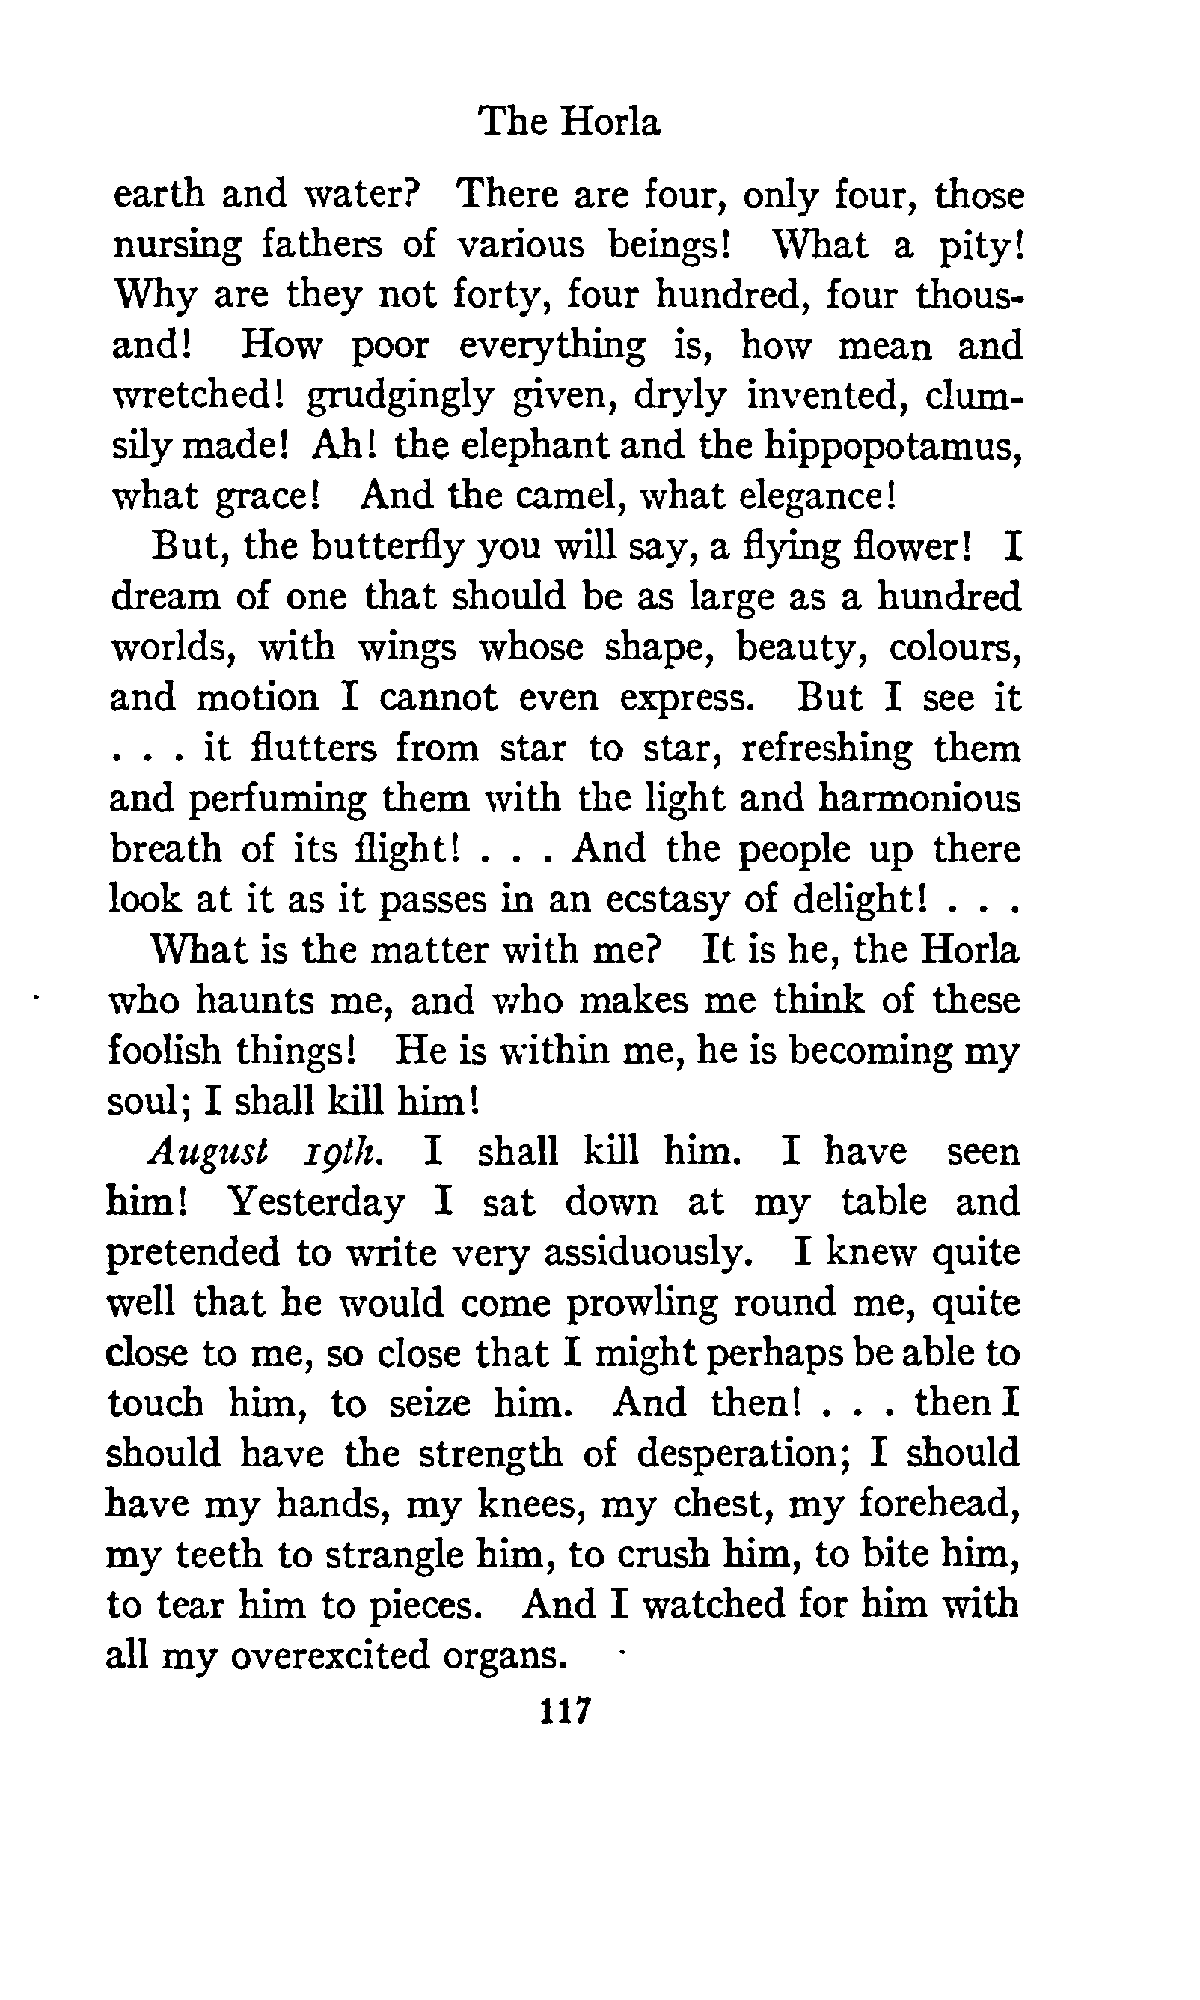 The Horla
earth and water? There are four, only four, those
nursing fathers of various beings! What a pity!
Why are they not forty, four hundred, four thous-
and! How poor everything is, how mean and
wretched! grudgingly given, dryly invented, clum-
sily made! Ah! the elephant and the hippopotamus,
what grace! And the camel, what elegance!
But, the butterfly you will say, a flying flower! I
dream of one that should be as large as a hundred
worlds, with wings whose shape, beauty, colours,
and motion I cannot even express. But I see it
. . . it flutters from star to star, refreshing them
and perfuming them with the light and harmonious
breath of its flight! . . . And the people up there
look at it as it passes in an ecstasy of delight! . . .
What is the matter with me? It is he, the Horla
who haunts me, and who makes me think of these
foolish things! He is within me, he is becoming my
soul; I shall kill him!
August 19th. I shall kill him. I have seen
him! Yesterday I sat down at my table and
pretended to write very assiduously. I knew quite
well that he would come prowling round me, quite
close to me, so close that I might perhaps be able to
touch him, to seize him. And then! . . . then I
should have the strength of desperation; I should
have my hands, my knees, my chest, my forehead,
my teeth to strangle him, to crush him, to bite him,
to tear him to pieces. And I watched for him with
all my overexcited organs.
117